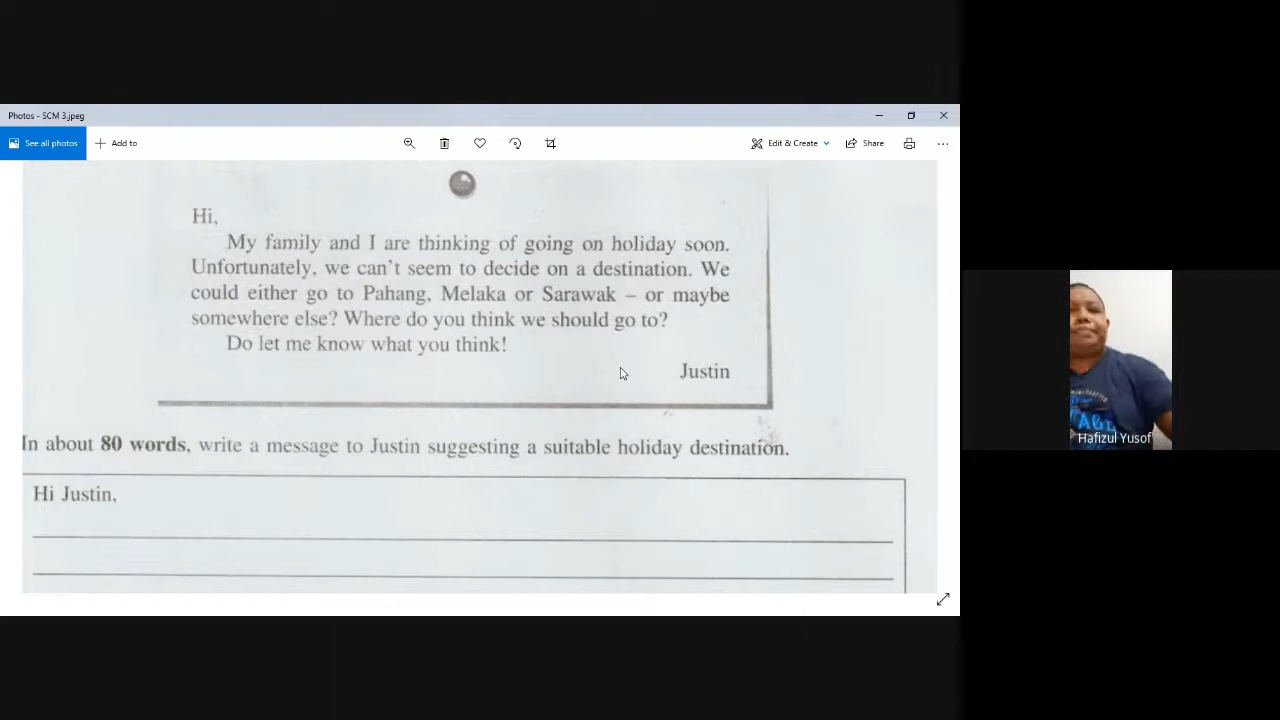 Photos - SCM 3.jpeg
See all photos
Add to
Edit & Create
Share
Hi,
My family and I are thinking of going on holiday soon.
Unfortunately, we can't seem to decide on a destination. We
could either go to Pahang, Melaka or Sarawak – or maybe
somewhere else? Where do you think we should go to?
Do let me know what you think!
Justin
In about 80 words, write a message to Justin suggesting a suitable holiday destination.
Hi Justin,
Hafizul Yusof